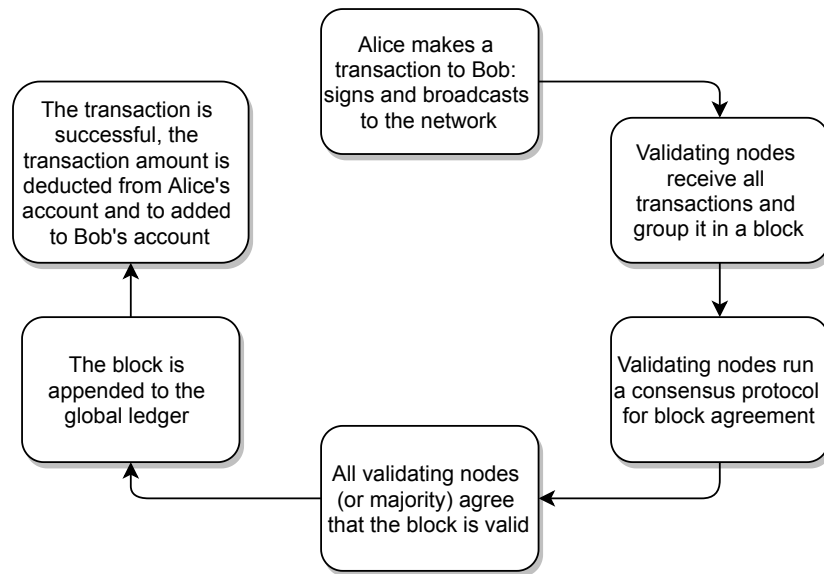 Alice makes a
transaction to Bob:
signs and broadcasts
to the network
Validating nodes
receive all
transactions and
group it in a block
Validating nodes run
a consensus protocol
for block agreement
All validating nodes
(or majority) agree
that the block is valid
The block is
appended to the
global ledger
The transaction is
successful, the
transaction amount is
deducted from Alice's
account and to added
to Bob's account